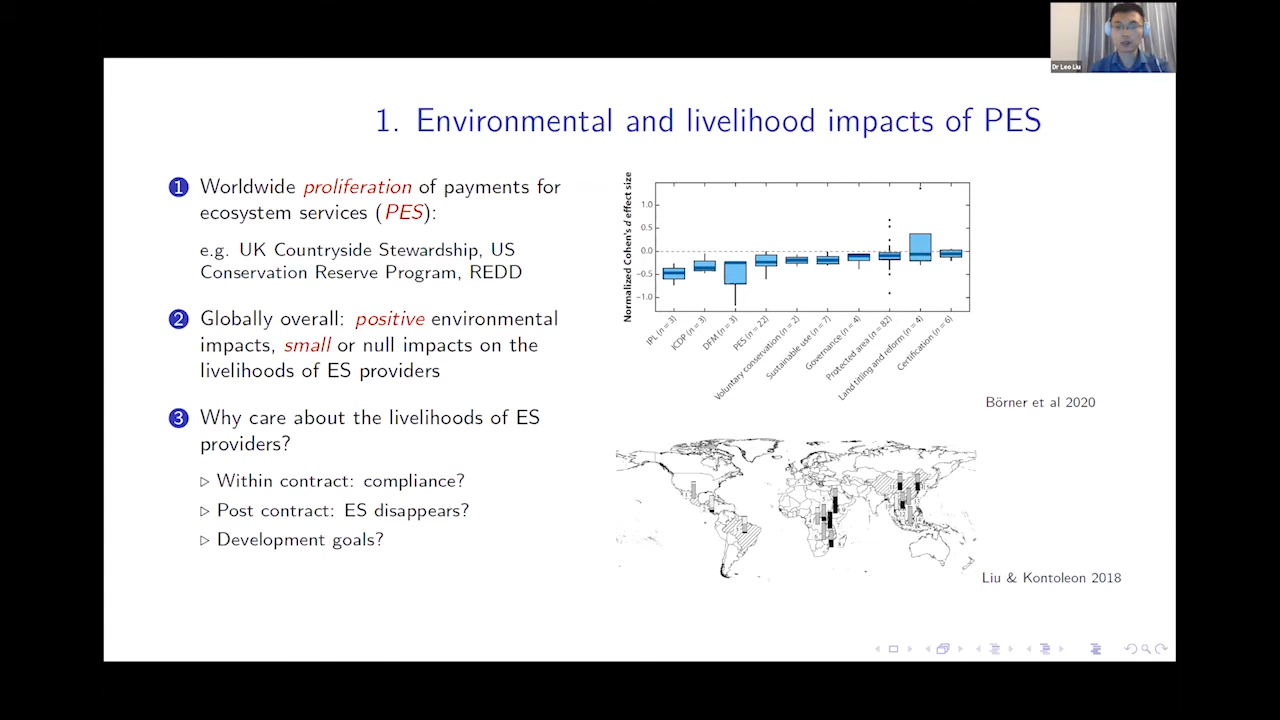 Dr Leo Liu
1. Environmental and livelihood impacts of PES
1 Worldwide proliferation of payments for
ecosystem services (PES):
e.g. UK Countryside Stewardship, US
Conservation Reserve Program, REDD
2 Globally overall: positive environmental
impacts, small or null impacts on the
livelihoods of ES providers
3 Why care about the livelihoods of ES
providers?
▷ Within contract: compliance?
▷ Post contract: ES disappears?
▷ Development goals?
Normalized Cohen's d effect size
1.0
0.5
0.0
−0.5
−1.0
IPL (n = 3)
ICDP (n = 3)
DFM (n = 3)
PES (n = 22)
Voluntary conservation (n = 2)
Sustainable use (n = 7)
Governance (n = 4)
Protected area (n = 82)
Land titling and reform (n = 4)
Certification (n = 6)
Börner et al 2020
Liu & Kontoleon 2018